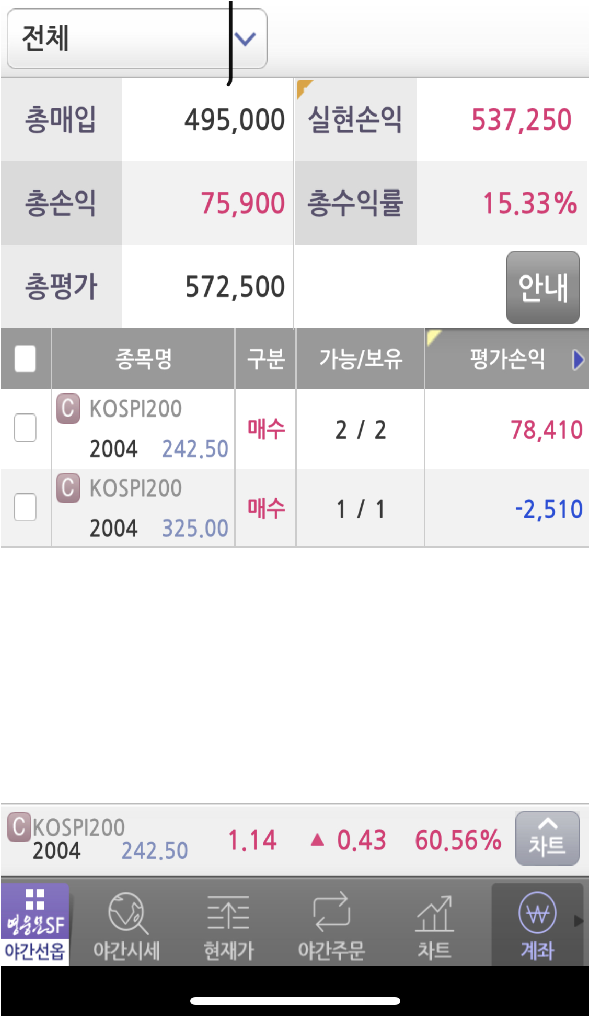 전체
총매입 495,000 실현손익 537,250
총손익 75,900 총수익률 15.33%
총평가 572,500 안내
종목명 구분 가능/보유 평가손익
C KOSPI200
2004 242.50 매수 2 / 2 78,410
C KOSPI200
2004 325.00 매수 1 / 1 -2,510
C KOSPI200
2004 242.50 1.14 ▲ 0.43 60.56% 차트
영웅문SF
야간선옵 야간시세 현재가 야간주문 차트 계좌